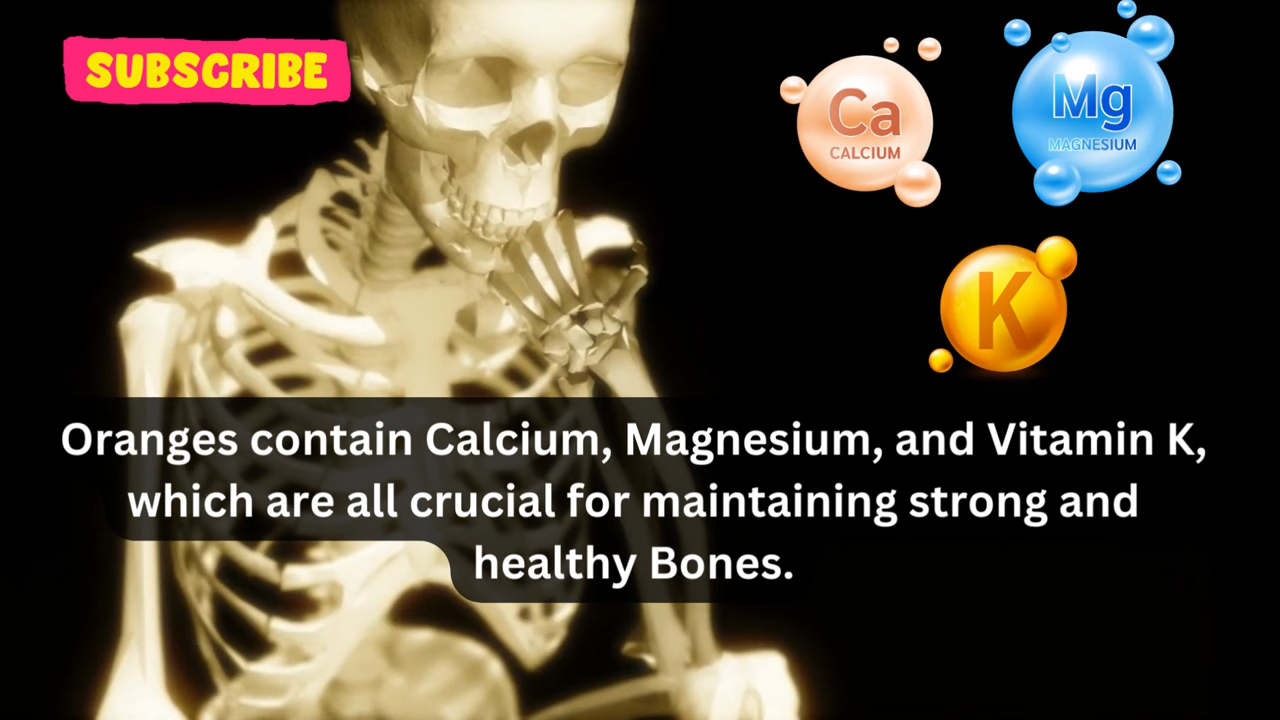 SUBSCRIBE
Ca
CALCIUM
Mg
MAGNESIUM
K
Oranges contain Calcium, Magnesium, and Vitamin K,
which are all crucial for maintaining strong and
healthy Bones.